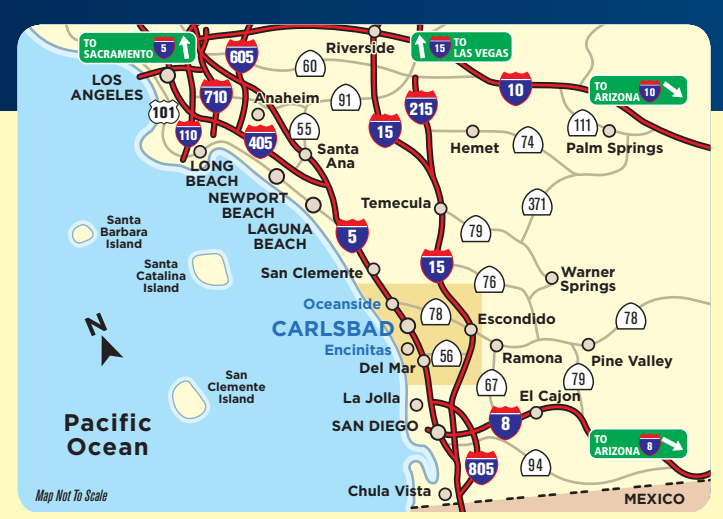 TO
SACRAMENTO
5
605
Riverside
15
TO
LAS VEGAS
60
LOS
ANGELES
710
101
Anaheim
91
215
10
TO
ARIZONA
10
110
405
55
15
111
Santa
Ana
Hemet
74
Palm Springs
LONG
BEACH
NEWPORT
BEACH
LAGUNA
BEACH
Temecula
371
79
Santa
Barbara
Island
5
Santa
Catalina
Island
San Clemente
15
76
Warner
Springs
Oceanside
78
CARLSBAD
Escondido
78
N
Encinitas
56
Del Mar
Ramona
Pine Valley
67
79
San
Clemente
Island
La Jolla
El Cajon
SAN DIEGO
8
Pacific
Ocean
TO
ARIZONA
8
805
94
Chula Vista
Map Not To Scale
MEXICO